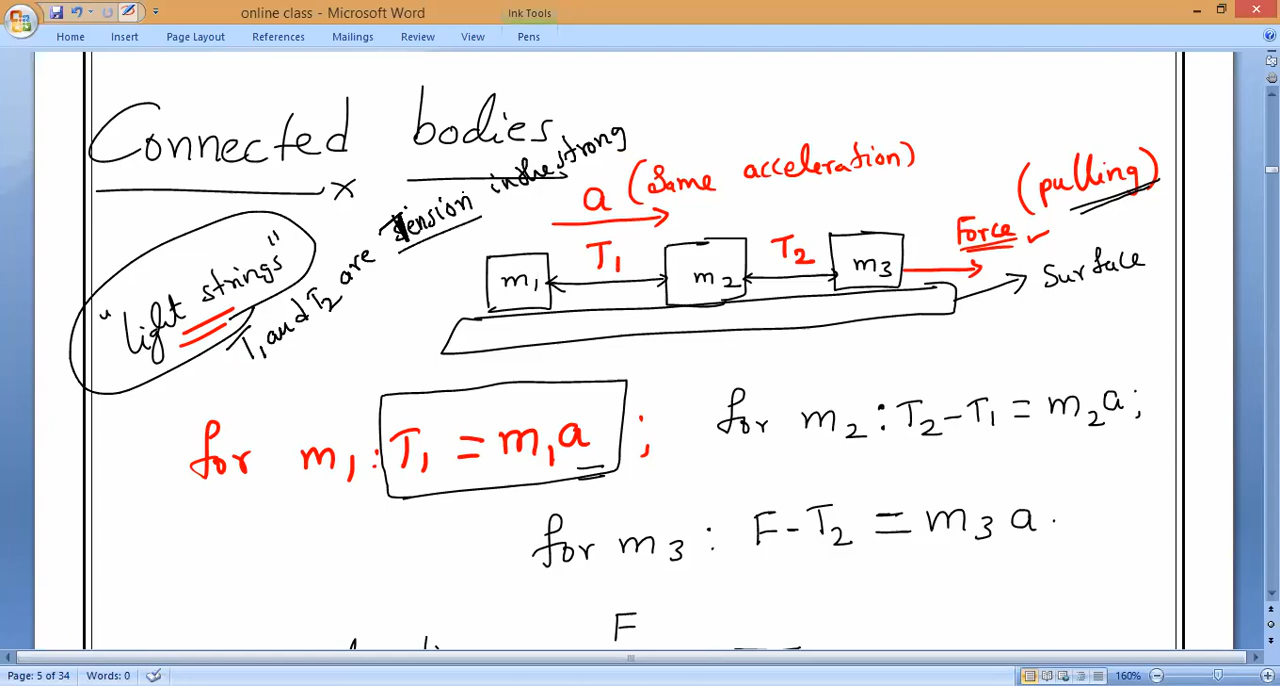 online class - Microsoft Word
Ink Tools
Home Insert Page Layout References Mailings Review View Pens
Connected bodies
"light strings"
T₁ and T₂ are Tension in the strong
a (same acceleration)
(pulling)
Force
m₁ T₁ m₂ T₂ m₃
Surface
for m₁: T₁ = m₁a ;
for m₂: T₂-T₁ = m₂a;
for m₃: F-T₂ = m₃a.
F
Page: 5 of 34 Words: 0 160%